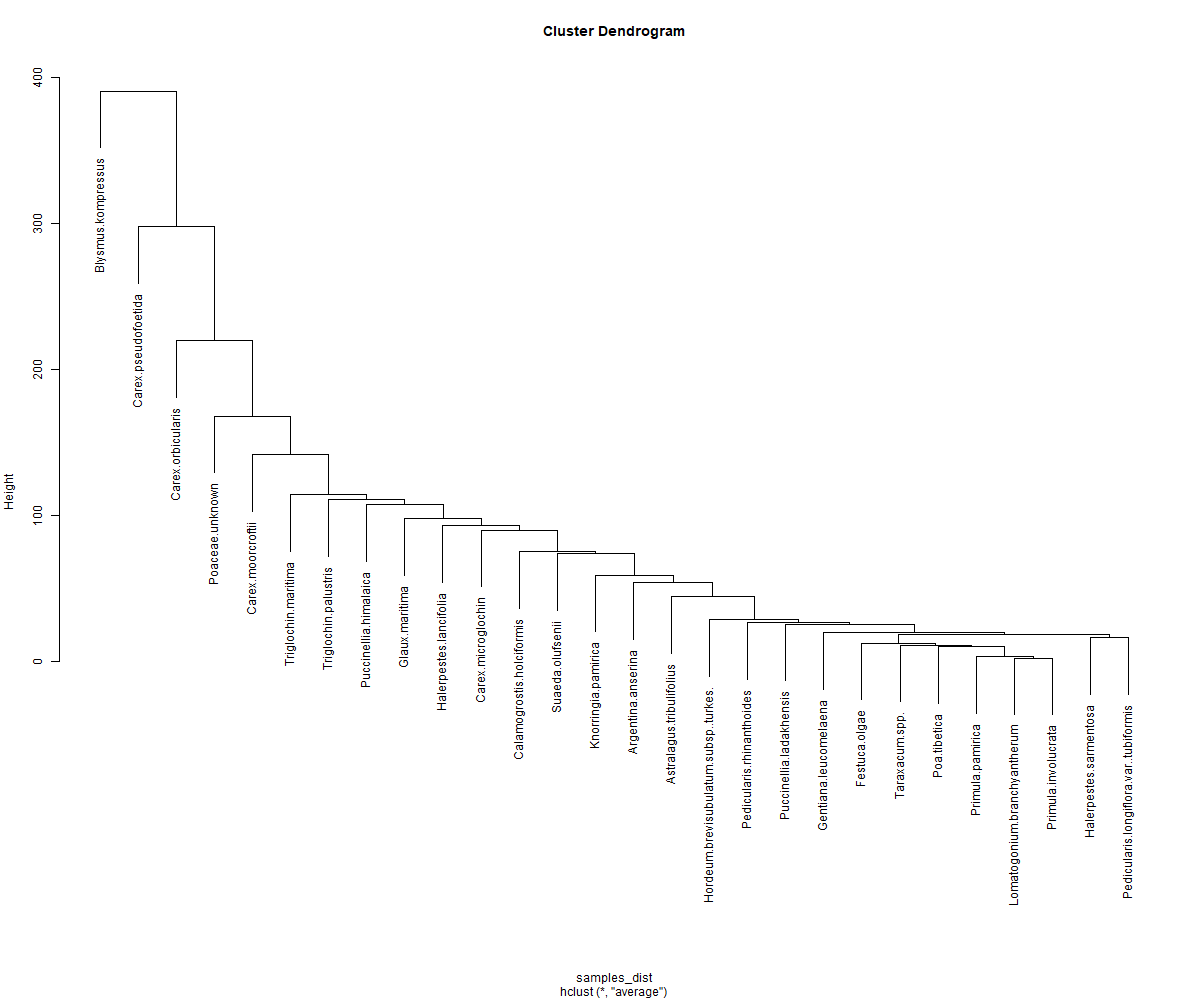 Cluster Dendrogram
400
300
200
100
0
Height
Blysmus.kompressus
Carex.pseudofoetida
Carex.orbicularis
Poaceae.unknown
Carex.moorcroftii
Triglochin.maritima
Triglochin.palustris
Puccinellia.himalaica
Glaux.maritima
Halerpestes.lancifolia
Carex.microglochin
Calamogrostis.holciformis
Suaeda.olufsenii
Knorringia.pamirica
Argentina.anserina
Astralagus.tribulifolius
Hordeum.brevisubulatum.subsp..turkes.
Pedicularis.rhinanthoides
Puccinellia.ladakhensis
Gentiana.leucomelaena
Festuca.olgae
Taraxacum.spp.
Poa.tibetica
Primula.pamirica
Lomatogonium.branchyantherum
Primula.involucrata
Halerpestes.sarmentosa
Pedicularis.longiflora.var..tubiformis
samples_dist
hclust (*, "average")